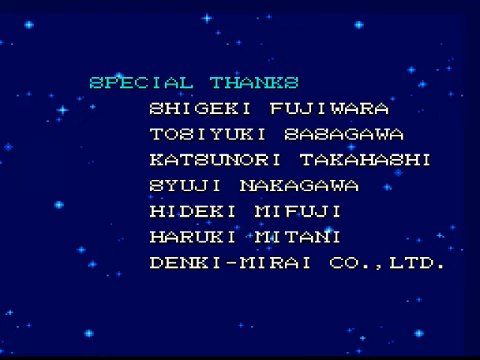 SPECIAL THANKS
SHIGEKI FUJIWARA
TOSIYUKI SASAGAWA
KATSUNORI TAKAHASHI
SYUJI NAKAGAWA
HIDEKI MIFUJI
HARUKI MITANI
DENKI-MIRAI CO.,LTD.